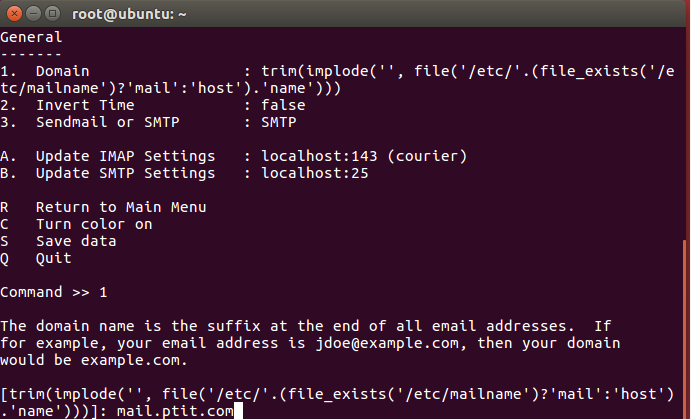 root@ubuntu: ~
General
-------
1.  Domain                  : trim(implode('', file('/etc/'.(file_exists('/e
tc/mailname')?'mail':'host').'name')))
2.  Invert Time             : false
3.  Sendmail or SMTP        : SMTP
A.  Update IMAP Settings    : localhost:143 (courier)
B.  Update SMTP Settings    : localhost:25
R   Return to Main Menu
C   Turn color on
S   Save data
Q   Quit
Command >> 1
The domain name is the suffix at the end of all email addresses.  If
for example, your email address is jdoe@example.com, then your domain
would be example.com.
[trim(implode('', file('/etc/'.(file_exists('/etc/mailname')?'mail':'host')
.'name')))]: mail.ptit.com